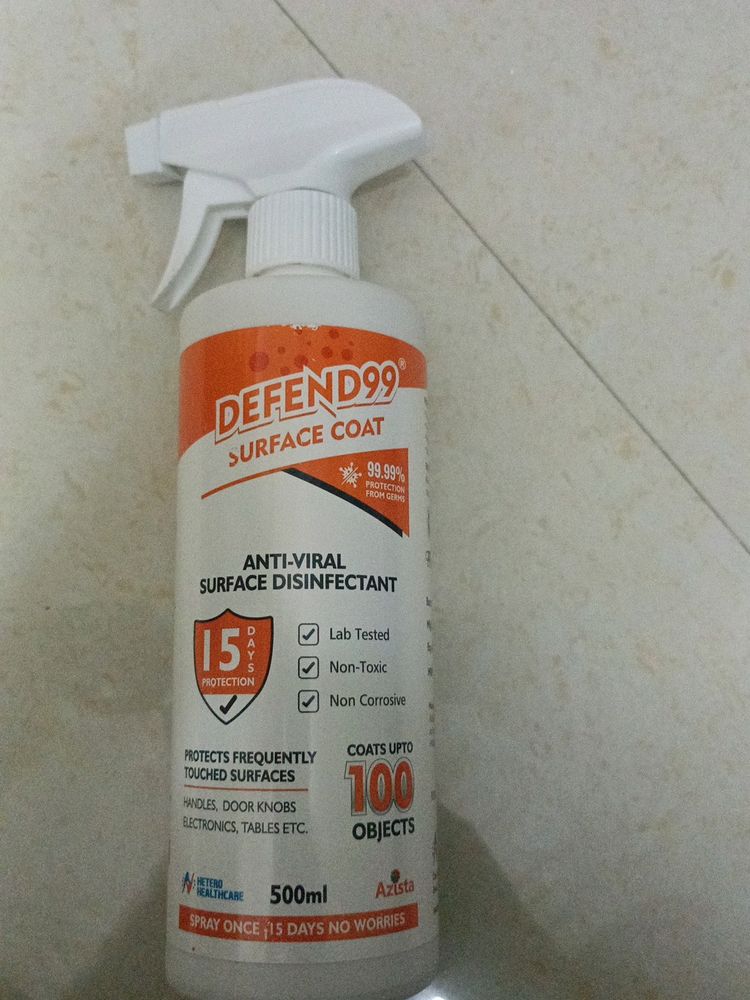 DEFEND99®
SURFACE COAT
99.99%
PROTECTION
FROM GERMS
ANTI-VIRAL
SURFACE DISINFECTANT
15 DAYS
PROTECTION
Lab Tested
Non-Toxic
Non Corrosive
PROTECTS FREQUENTLY
TOUCHED SURFACES
HANDLES, DOOR KNOBS
ELECTRONICS, TABLES ETC.
COATS UPTO
100
OBJECTS
HETERO
HEALTHCARE
500ml
Azista
SPRAY ONCE, 15 DAYS NO WORRIES